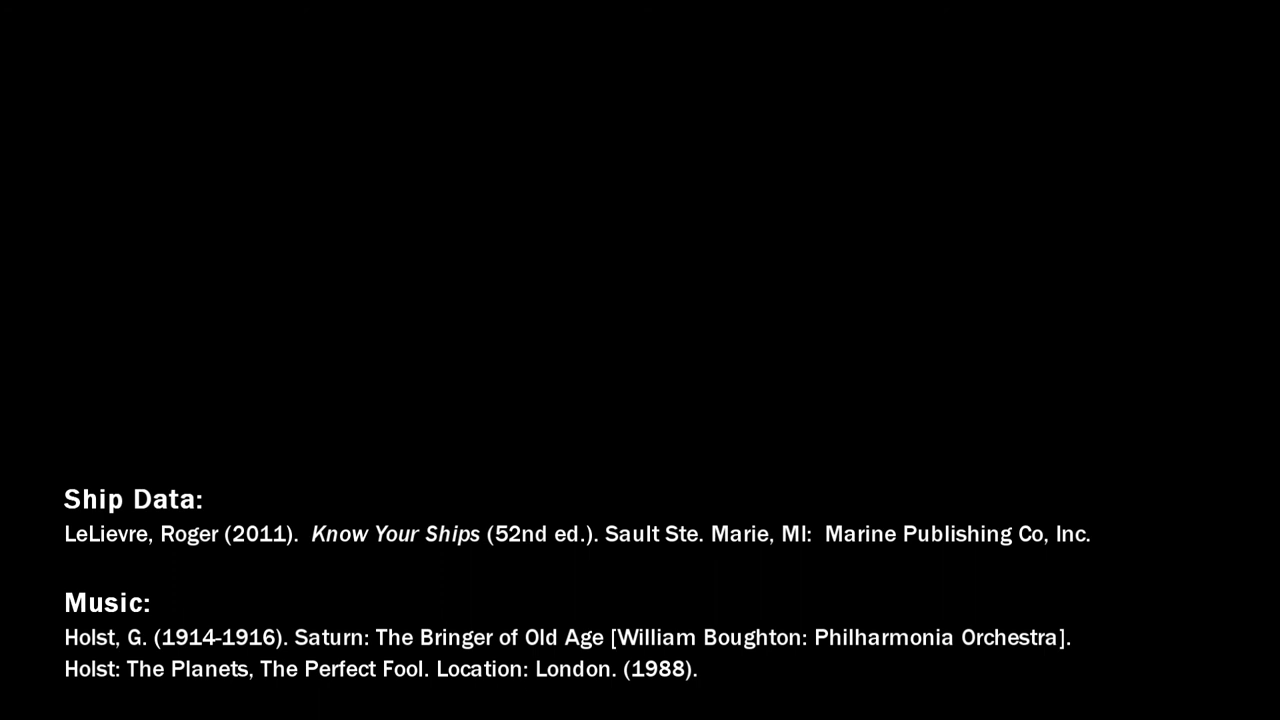 Ship Data:
LeLievre, Roger (2011).  Know Your Ships (52nd ed.). Sault Ste. Marie, MI:  Marine Publishing Co, Inc.
Music:
Holst, G. (1914-1916). Saturn: The Bringer of Old Age [William Boughton: Philharmonia Orchestra].
Holst: The Planets, The Perfect Fool. Location: London. (1988).